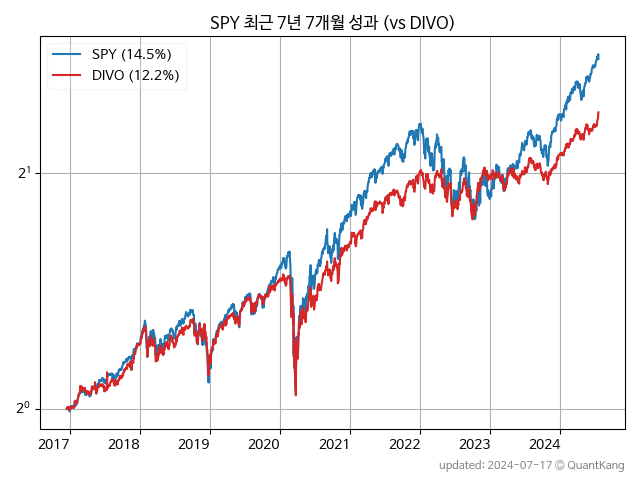 SPY 최근 7년 7개월 성과 (vs DIVO)
SPY (14.5%)
DIVO (12.2%)
2¹
2⁰
2017 2018 2019 2020 2021 2022 2023 2024
updated: 2024-07-17 © QuantKang